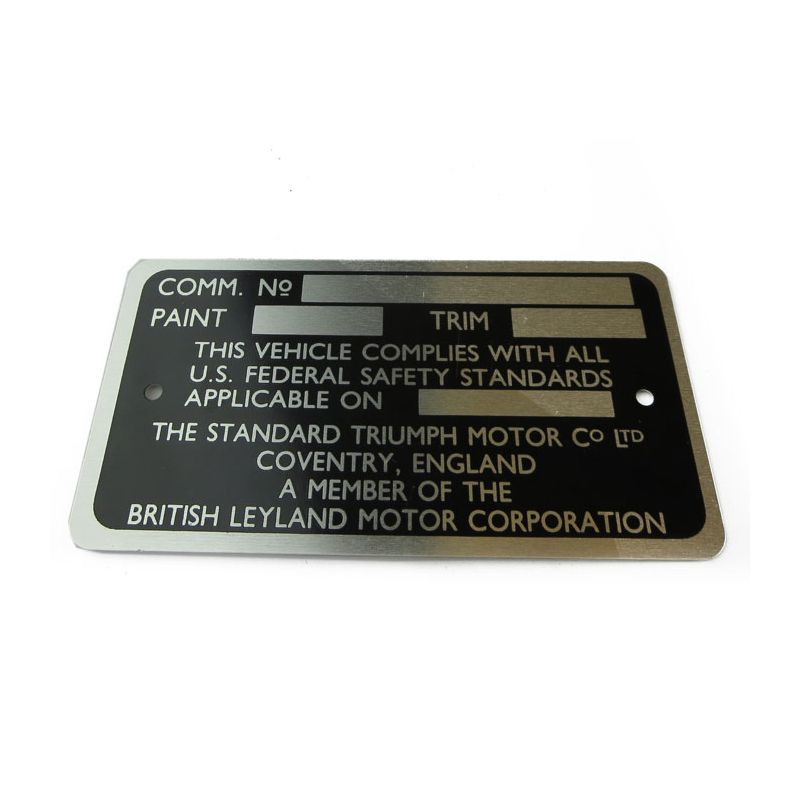 COMM. Nº
PAINT TRIM
THIS VEHICLE COMPLIES WITH ALL
U.S. FEDERAL SAFETY STANDARDS
APPLICABLE ON
THE STANDARD TRIUMPH MOTOR Cº LTD
COVENTRY, ENGLAND
A MEMBER OF THE
BRITISH LEYLAND MOTOR CORPORATION